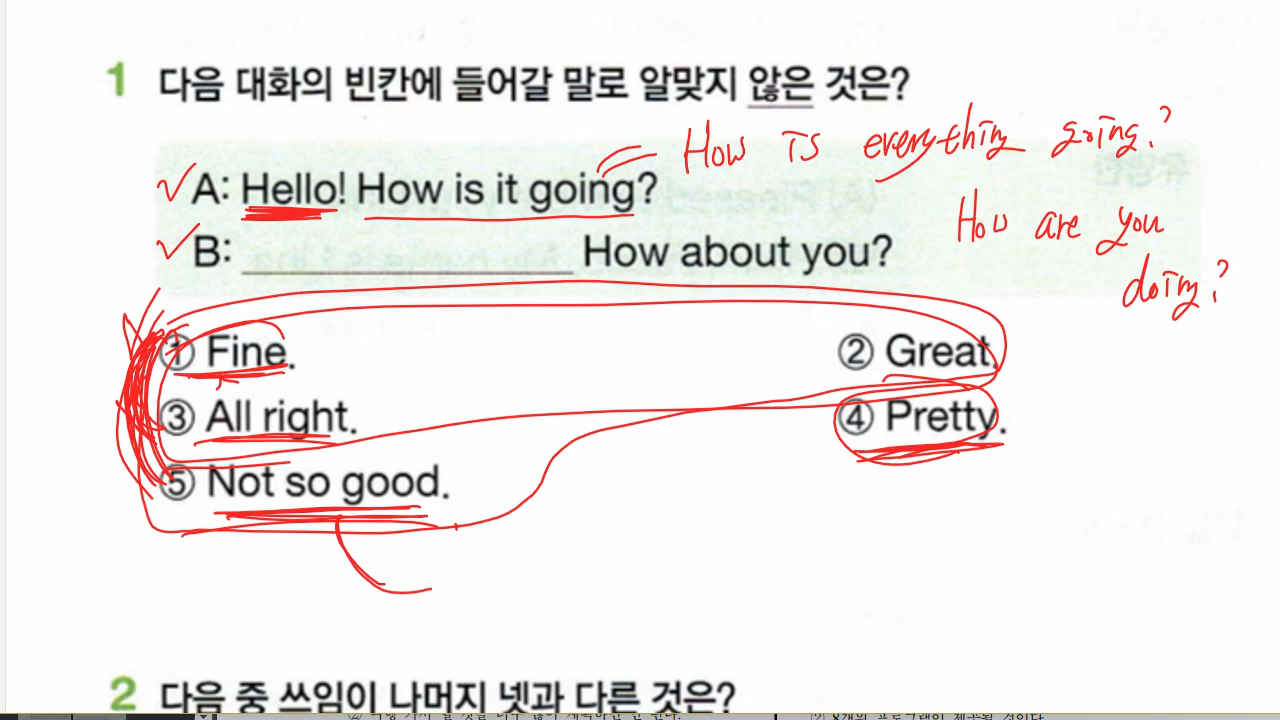 1 다음 대화의 빈칸에 들어갈 말로 알맞지 않은 것은?
A: Hello! How is it going?
How is everything going?
B: ____________ How about you?
How are you
doing?
① Fine.
② Great.
③ All right.
④ Pretty.
⑤ Not so good.
2 다음 중 쓰임이 나머지 넷과 다른 것은?